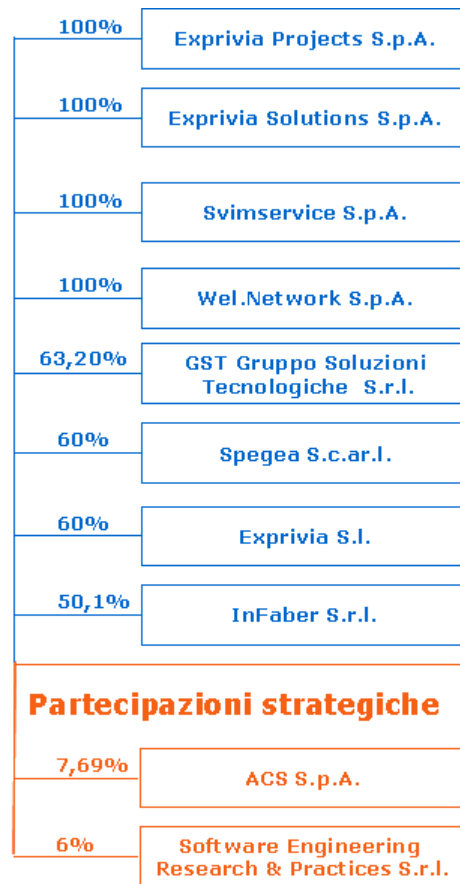 100%
Exprivia Projects S.p.A.
100%
Exprivia Solutions S.p.A.
100%
Svimservice S.p.A.
100%
Wel.Network S.p.A.
63,20%
GST Gruppo Soluzioni
Tecnologiche S.r.l.
60%
Spegea S.c.ar.l.
60%
Exprivia S.l.
50,1%
InFaber S.r.l.
Partecipazioni strategiche
7,69%
ACS S.p.A.
6%
Software Engineering
Research & Practices S.r.l.